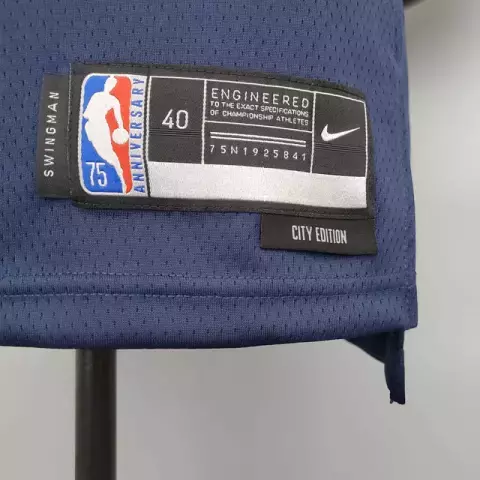 SWINGMAN
75
ANNIVERSARY
40
ENGINEERED
TO THE EXACT SPECIFICATIONS
OF CHAMPIONSHIP ATHLETES
75N1925841
CITY EDITION